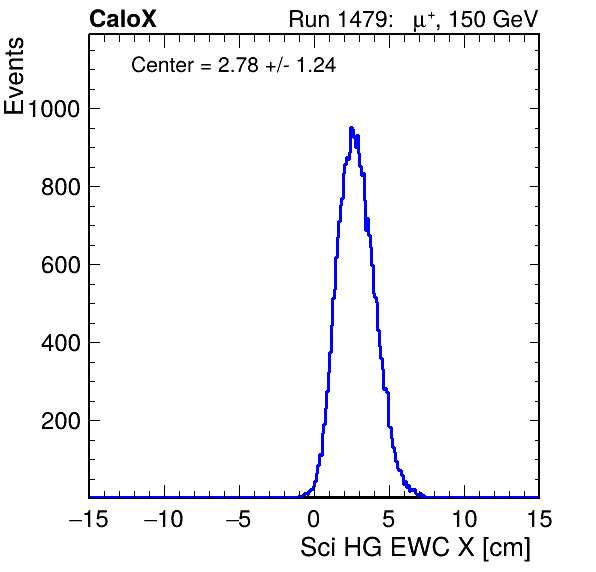 CaloX Run 1479: μ⁺, 150 GeV
Center = 2.78 +/- 1.24
Events
1000
800
600
400
200
−15 −10 −5 0 5 10 15
Sci HG EWC X [cm]